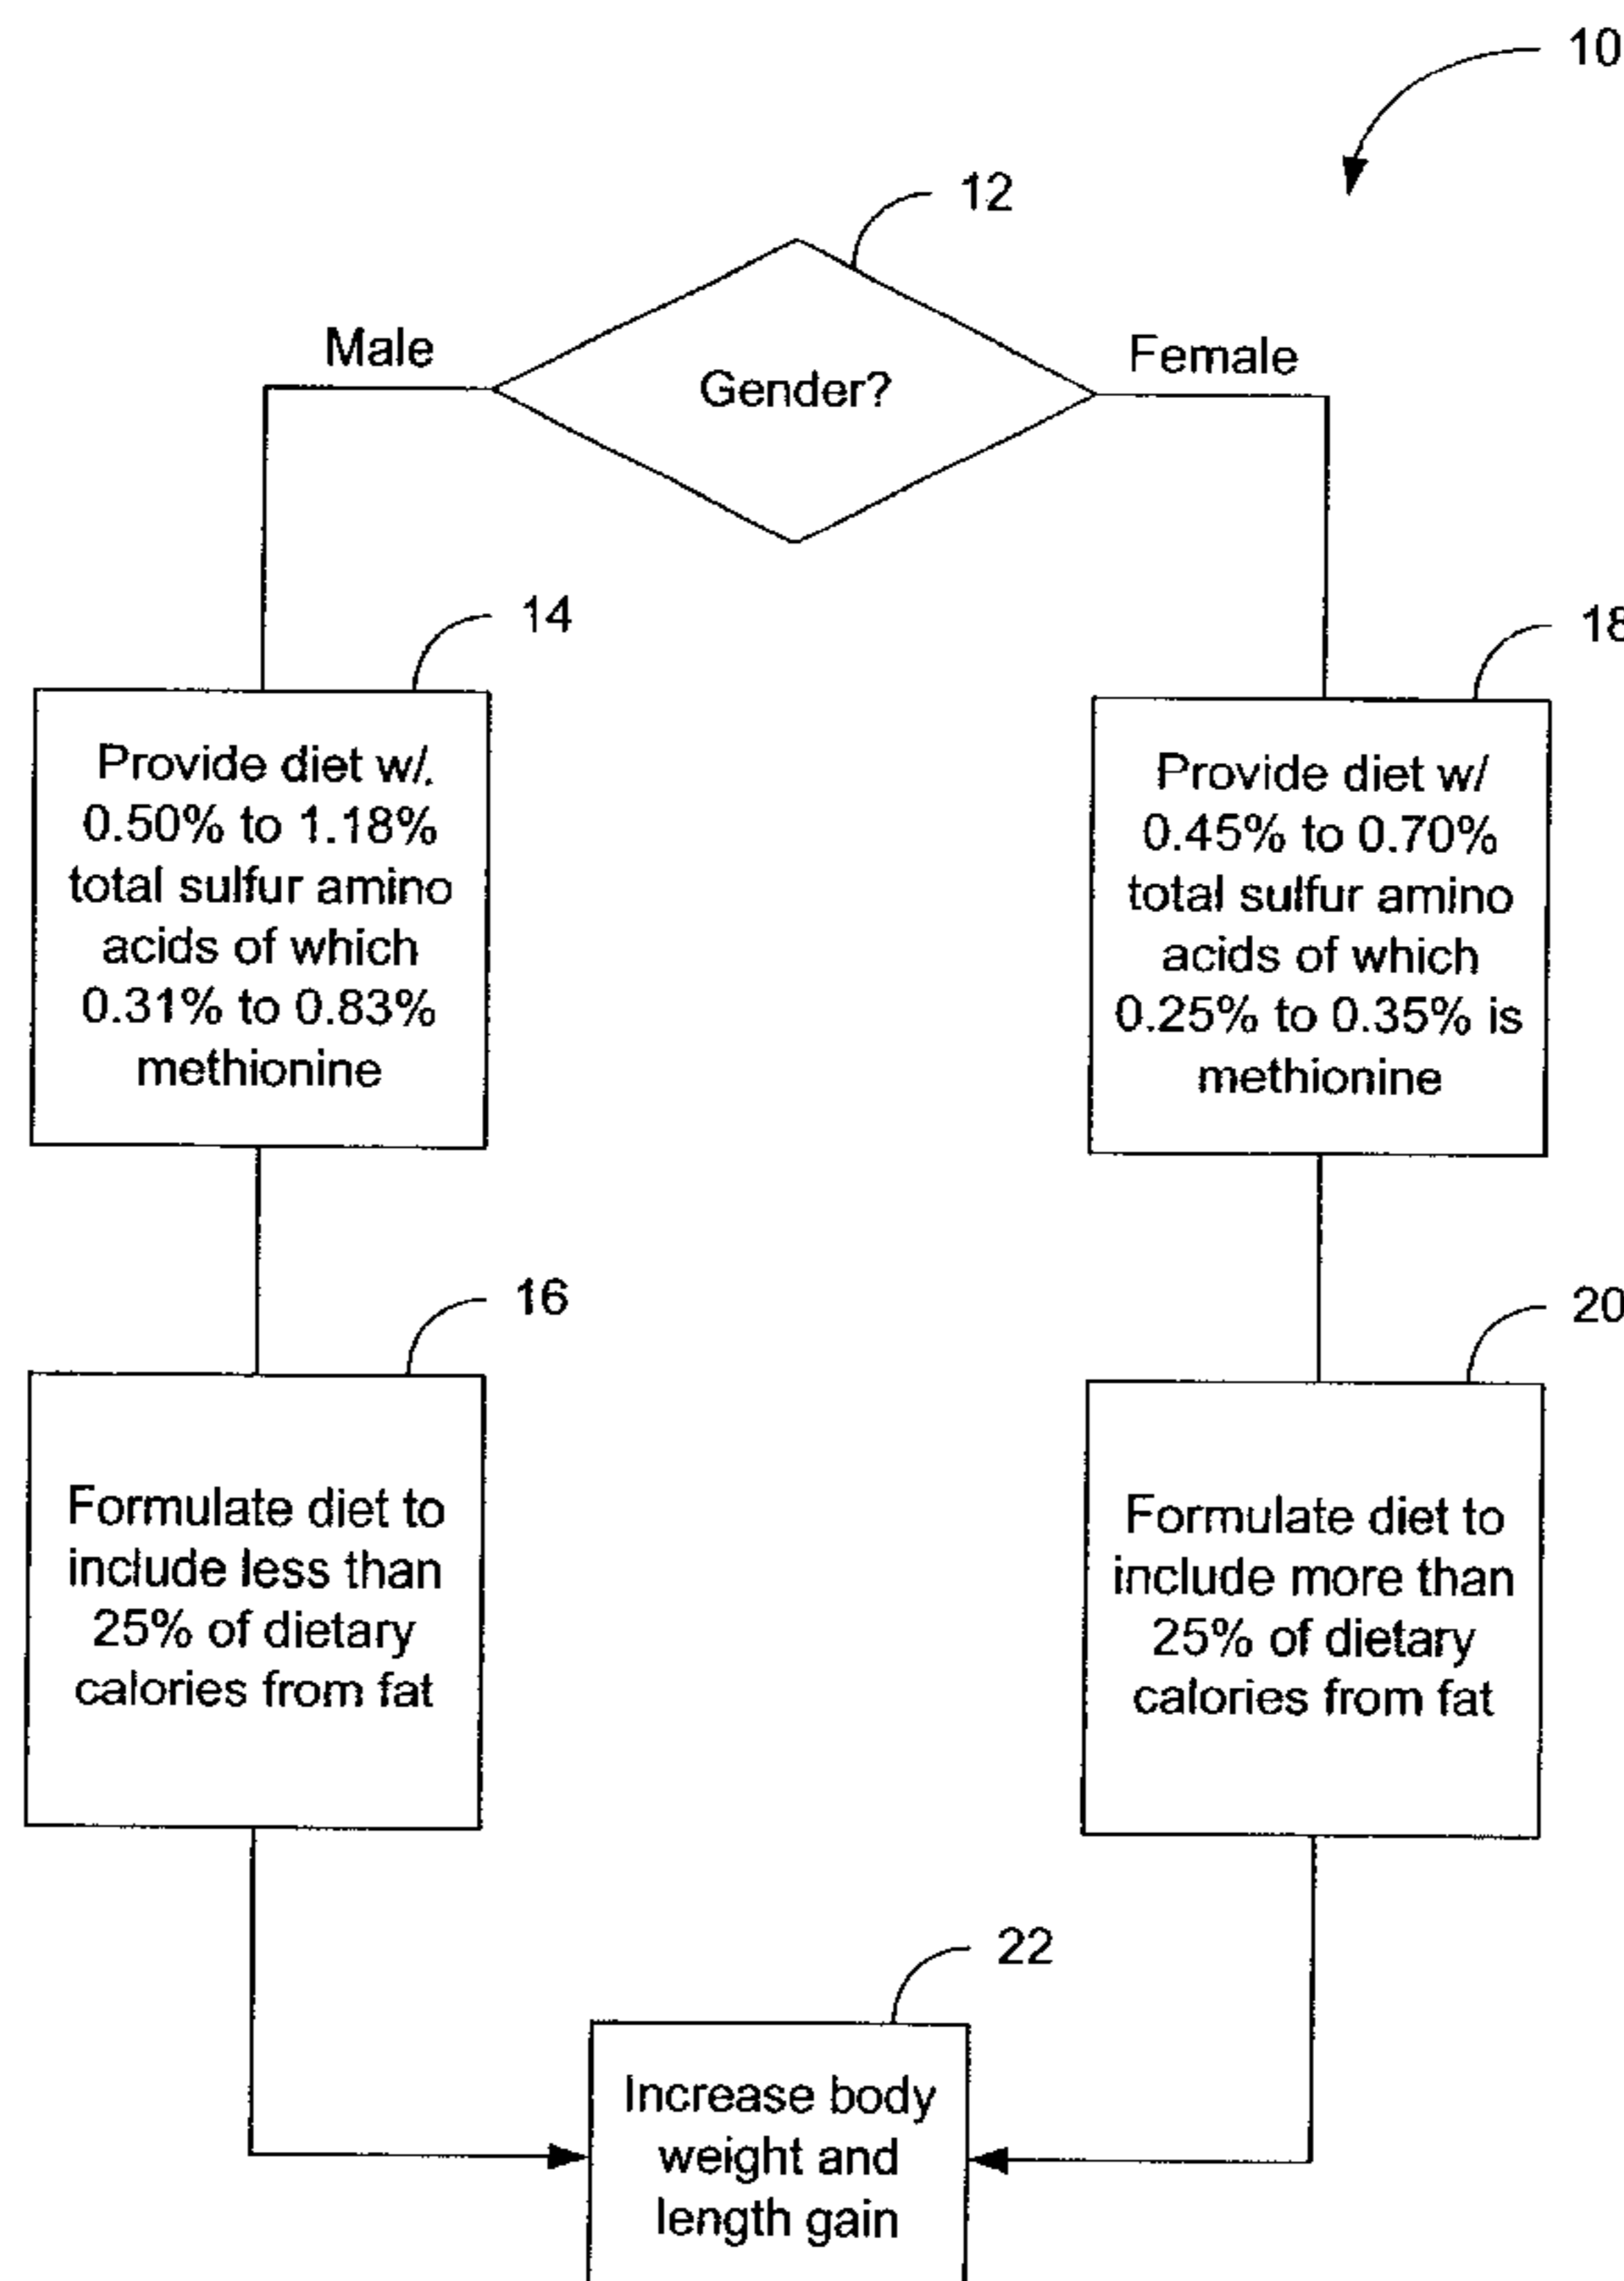 10
12
Male
Female
Gender?
14
18
Provide diet w/.
0.50% to 1.18%
total sulfur amino
acids of which
0.31% to 0.83%
methionine
Provide diet w/
0.45% to 0.70%
total sulfur amino
acids of which
0.25% to 0.35% is
methionine
16
20
Formulate diet to
include less than
25% of dietary
calories from fat
Formulate diet to
include more than
25% of dietary
calories from fat
22
Increase body
weight and
length gain